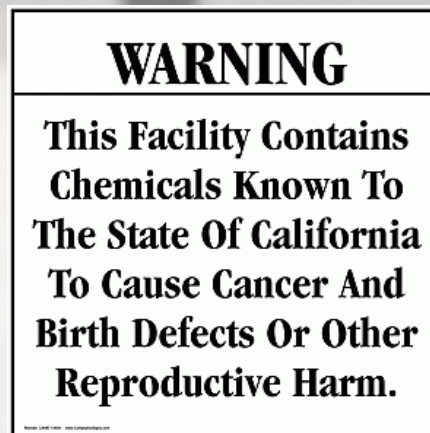 WARNING
This Facility Contains
Chemicals Known To
The State Of California
To Cause Cancer And
Birth Defects Or Other
Reproductive Harm.